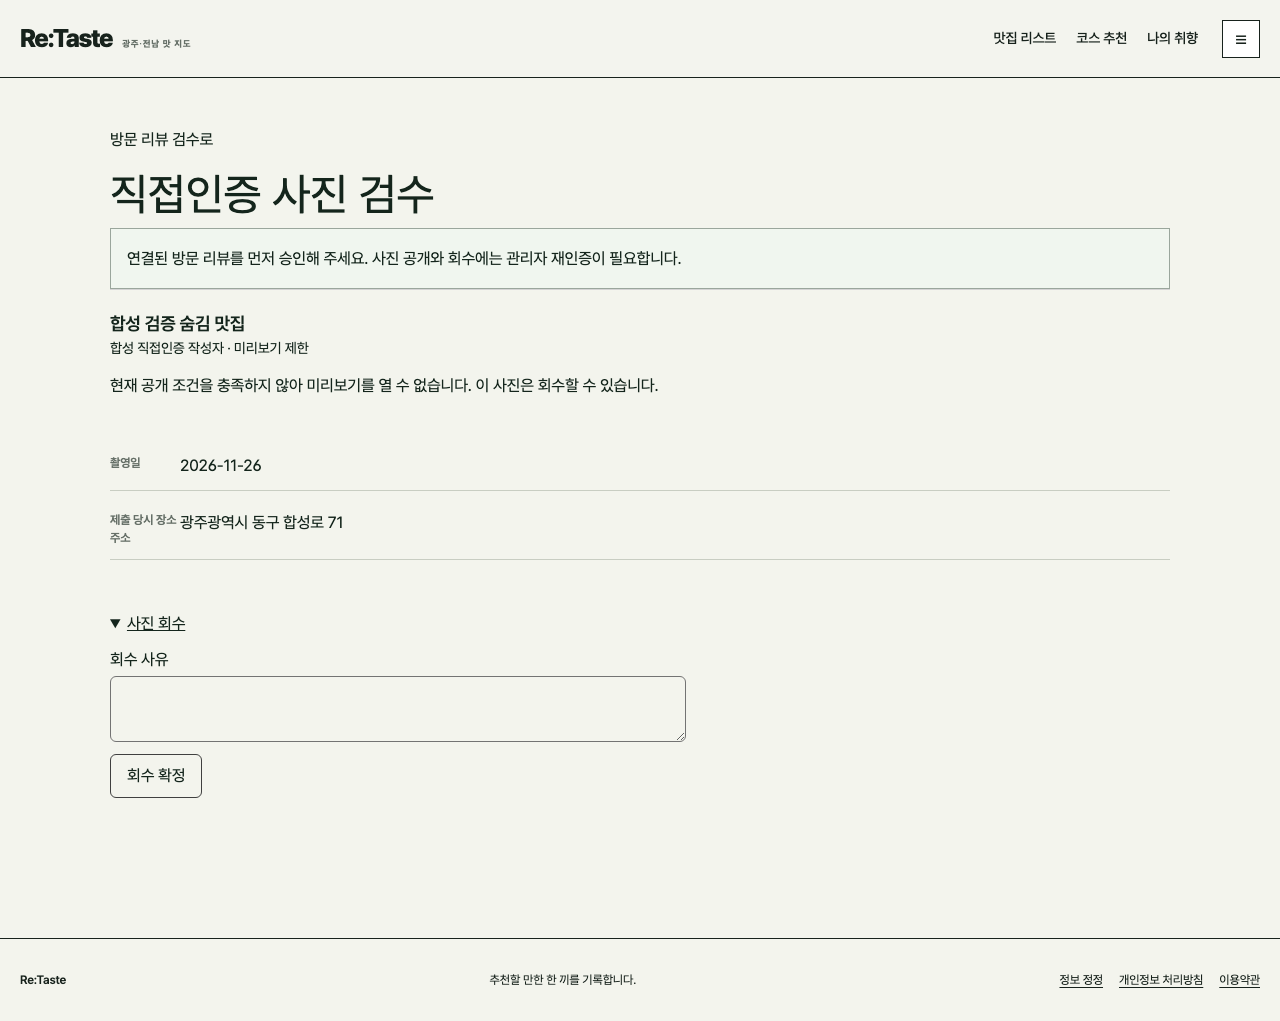 Re:Taste 광주·전남 맛 지도
맛집 리스트 코스 추천 나의 취향
방문 리뷰 검수로
직접인증 사진 검수
연결된 방문 리뷰를 먼저 승인해 주세요. 사진 공개와 회수에는 관리자 재인증이 필요합니다.
합성 검증 숨김 맛집
합성 직접인증 작성자 · 미리보기 제한
현재 공개 조건을 충족하지 않아 미리보기를 열 수 없습니다. 이 사진은 회수할 수 있습니다.
촬영일 2026-11-26
제출 당시 장소 광주광역시 동구 합성로 71
주소
▼ 사진 회수
회수 사유
회수 확정
Re:Taste 추천할 만한 한 끼를 기록합니다. 정보 정정 개인정보 처리방침 이용약관